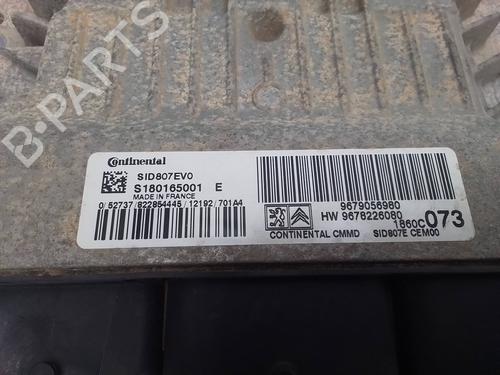 B-PARTS
Continental
SID807EV0
S180165001 E
MADE IN FRANCE
0/52737/822854445/12192/701A4
9679056980
HW 9678226080
1860C073
CONTINENTAL CMMD SID807E CEM00